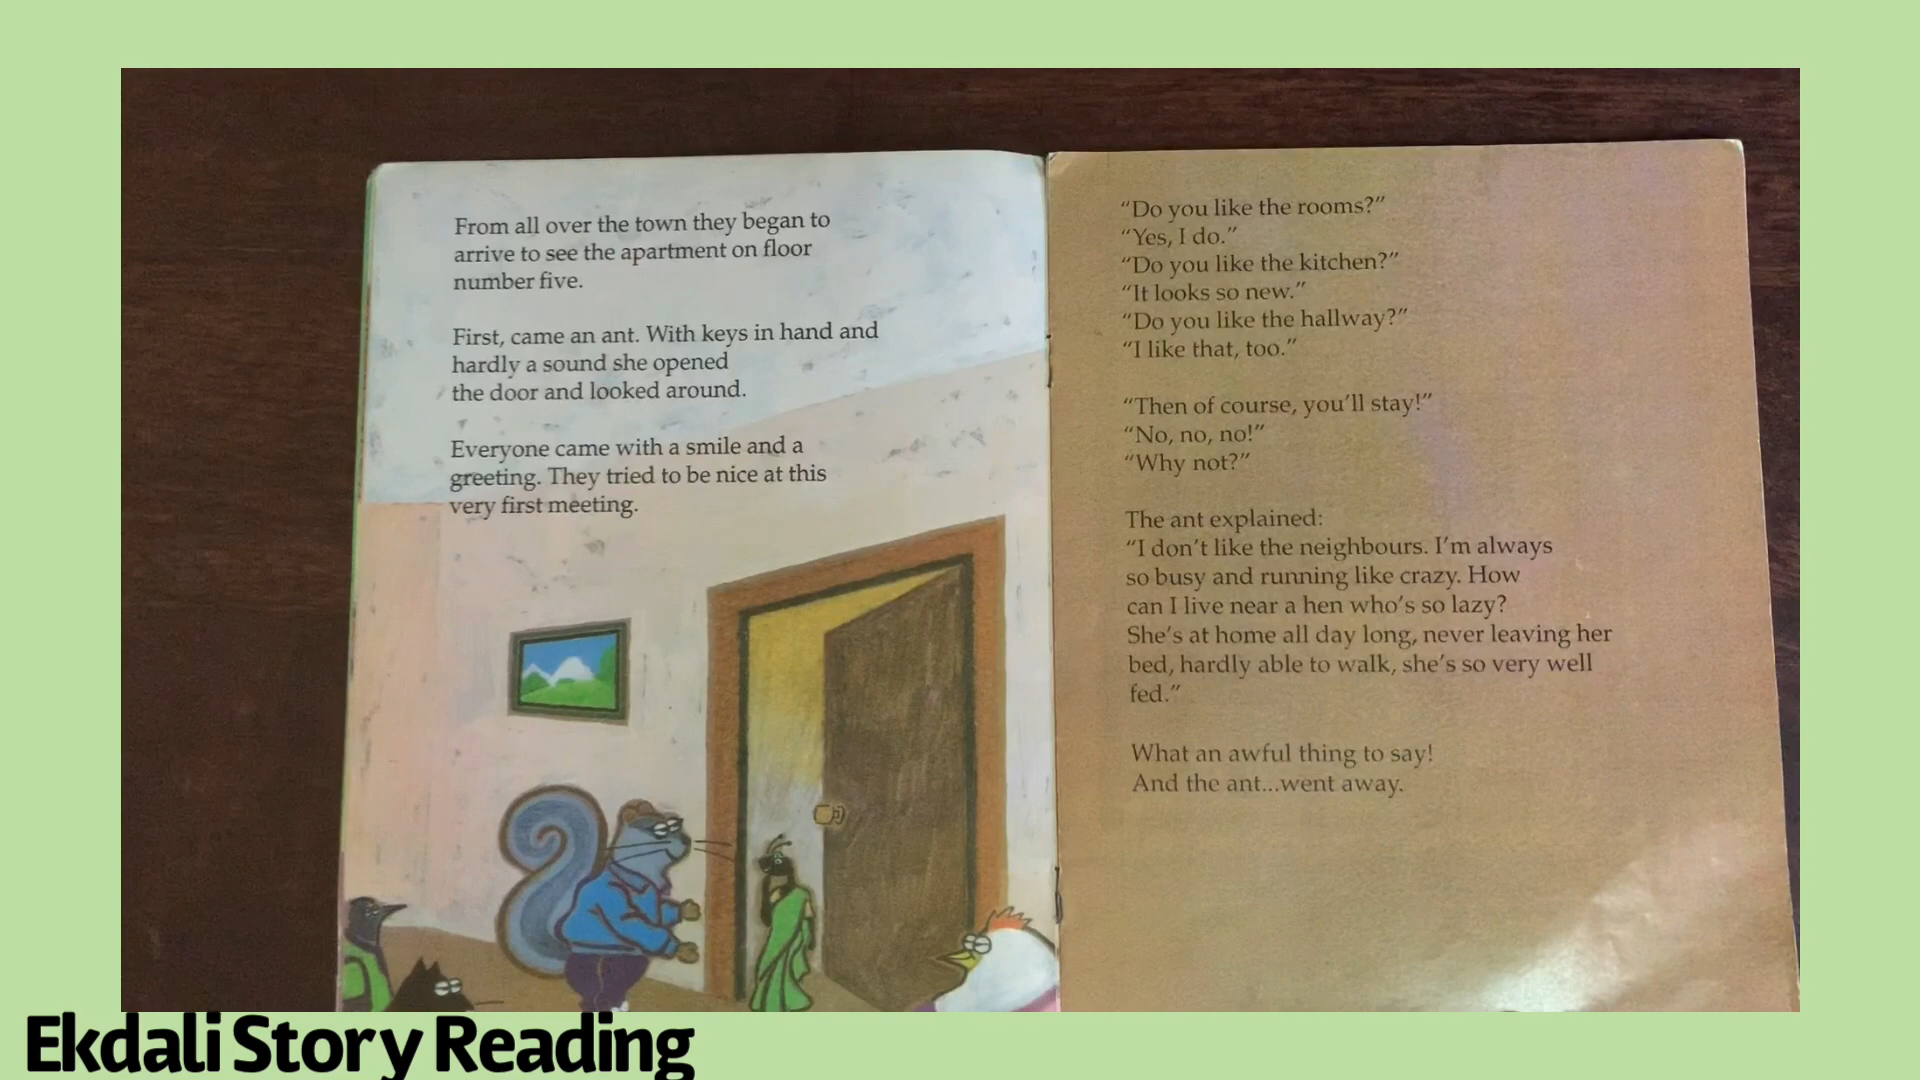 From all over the town they began to
arrive to see the apartment on floor
number five.
First, came an ant. With keys in hand and
hardly a sound she opened
the door and looked around.
Everyone came with a smile and a
greeting. They tried to be nice at this
very first meeting.
“Do you like the rooms?”
“Yes, I do.”
“Do you like the kitchen?”
“It looks so new.”
“Do you like the hallway?”
“I like that, too.”
“Then of course, you’ll stay!”
“No, no, no!”
“Why not?”
The ant explained:
“I don’t like the neighbours. I’m always
so busy and running like crazy. How
can I live near a hen who’s so lazy?
She’s at home all day long, never leaving her
bed, hardly able to walk, she’s so very well
fed.”
What an awful thing to say!
And the ant...went away.
Ekdali Story Reading